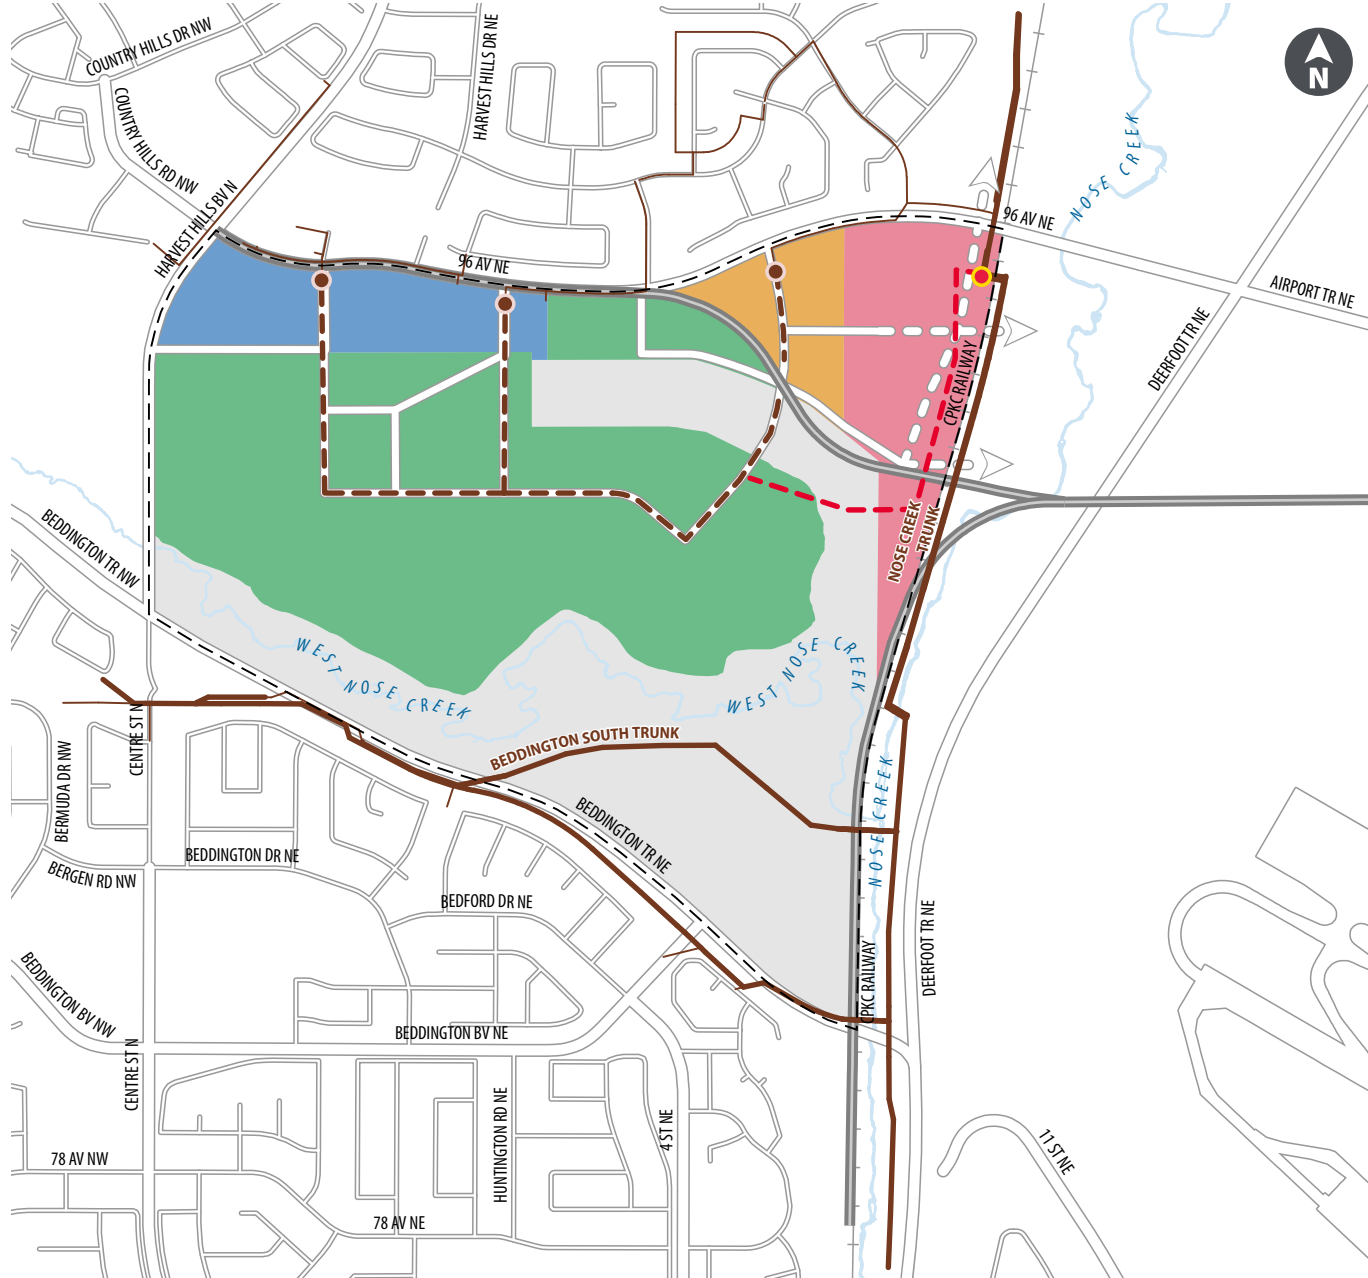 COUNTRY HILLS DR NW
HARVEST HILLS DR NE
N
COUNTRY HILLS RD NW
NOSE CREEK
HARVEST HILLS BV N
96 AV NE
96 AV NE
AIRPORT TR NE
DEERFOOT TR NE
CPKC RAILWAY
BEDDINGTON TR NW
NOSE CREEK
TRUNK
WEST NOSE CREEK
WEST NOSE CREEK
CENTRE ST N
BEDDINGTON SOUTH TRUNK
BERMUDA DR NW
NOSE CREEK
BEDDINGTON TR NE
BEDDINGTON DR NE
BERGEN RD NW
BEDFORD DR NE
DEERFOOT TR NE
CPKC RAILWAY
BEDDINGTON BV NW
BEDDINGTON BV NE
CENTRE ST N
HUNTINGTON RD NE
4 ST NE
11 ST NE
78 AV NW
78 AV NE